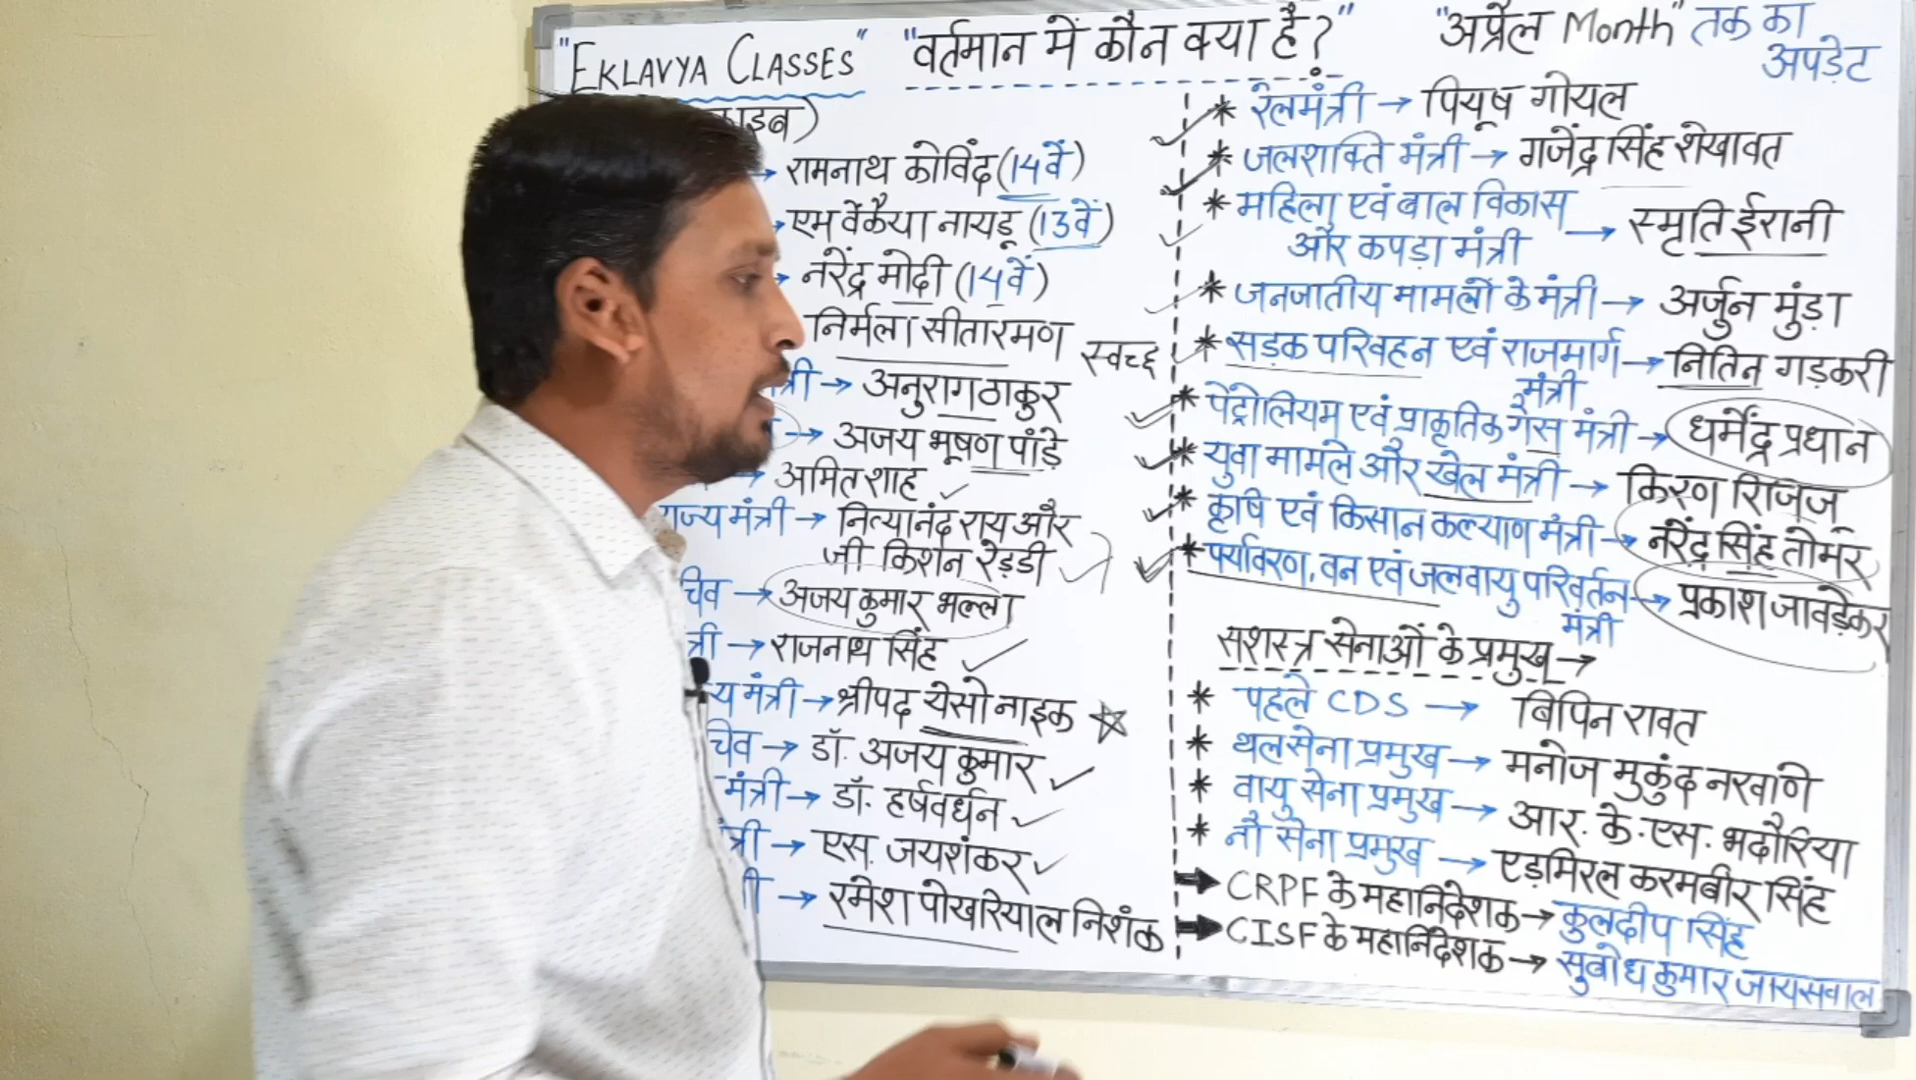 "EKLAVYA CLASSES" "वर्तमान में कौन क्या है?" "अप्रैल Month" तक का
अपड़ेट
→ रामनाथ कोविंद (14वें)
→ एम वेंकैया नायडू (13वें)
→ नरेंद्र मोदी (14वें)
निर्मला सीतारमण
स्वच्छ
त्री → अनुराग ठाकुर
→ अजय भूषण पांड़े
→ अमित शाह
राज्य मंत्री → नित्यानंद राय और
जी किशन रेड़्डी
चिव → अजय कुमार भल्ला
त्री → राजनाथ सिंह
य मंत्री → श्रीपद येसो नाइक
चिव → डॉ. अजय कुमार
मंत्री → डॉ. हर्षवर्धन
त्री → एस. जयशंकर
→ रमेश पोखरियाल निशंक
* रेलमंत्री → पियूष गोयल
* जलशक्ति मंत्री → गजेंद्र सिंह शेखावत
* महिला एवं बाल विकास
और कपड़ा मंत्री → स्मृति ईरानी
* जनजातीय मामलों के मंत्री → अर्जुन मुंड़ा
* सड़क परिवहन एवं राजमार्ग → नितिन गड़करी
मंत्री
* पेट्रोलियम एवं प्राकृतिक गैस मंत्री → धर्मेंद्र प्रधान
* युवा मामले और खेल मंत्री → किरण रिजिजू
* कृषि एवं किसान कल्याण मंत्री → नरेंद्र सिंह तोमर
* पर्यावरण, वन एवं जलवायु परिवर्तन → प्रकाश जावड़ेकर
मंत्री
सशस्त्र सेनाओं के प्रमुख →
* पहले CDS → बिपिन रावत
* थलसेना प्रमुख → मनोज मुकुंद नरवाणे
* वायु सेना प्रमुख → आर. के. एस. भदौरिया
* नौ सेना प्रमुख → एड़मिरल करमबीर सिंह
➡ CRPF के महानिदेशक → कुलदीप सिंह
➡ CISF के महानिदेशक → सुबोध कुमार जायसवाल